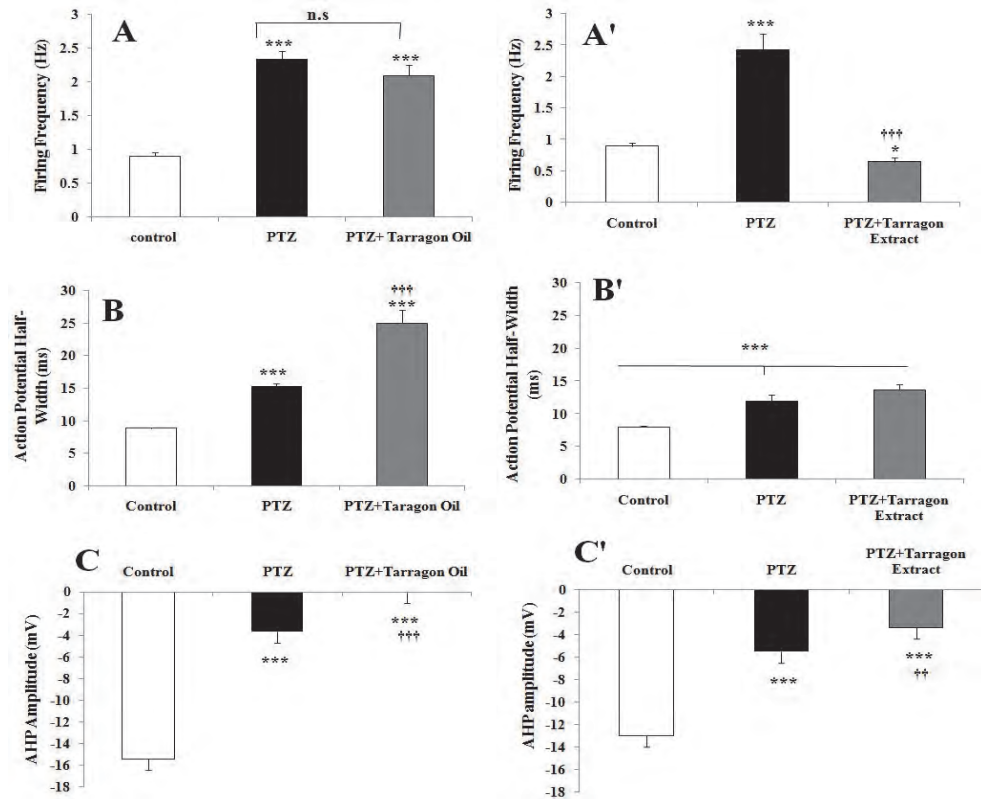 A
Firing Frequency (Hz)
3
2.5
2
1.5
1
0.5
0
n.s
***
***
control
PTZ
PTZ+ Tarragon Oil
A'
Firing Frequency (Hz)
3
2.5
2
1.5
1
0.5
0
***
†††
*
Control
PTZ
PTZ+Tarragon
Extract
B
Action Potential Half-
Width (ms)
30
25
20
15
10
5
0
***
†††
***
Control
PTZ
PTZ+Taragon Oil
B'
Action Potential Half-Width
(ms)
30
25
20
15
10
5
0
***
Control
PTZ
PTZ+Tarragon
Extract
C
Control
PTZ
PTZ+Tarragon Oil
AHP Amplitude (mV)
0
-2
-4
-6
-8
-10
-12
-14
-16
-18
***
***
†††
C'
Control
PTZ
PTZ+Tarragon
Extract
AHP amplitude (mV)
0
-2
-4
-6
-8
-10
-12
-14
-16
-18
***
***
††